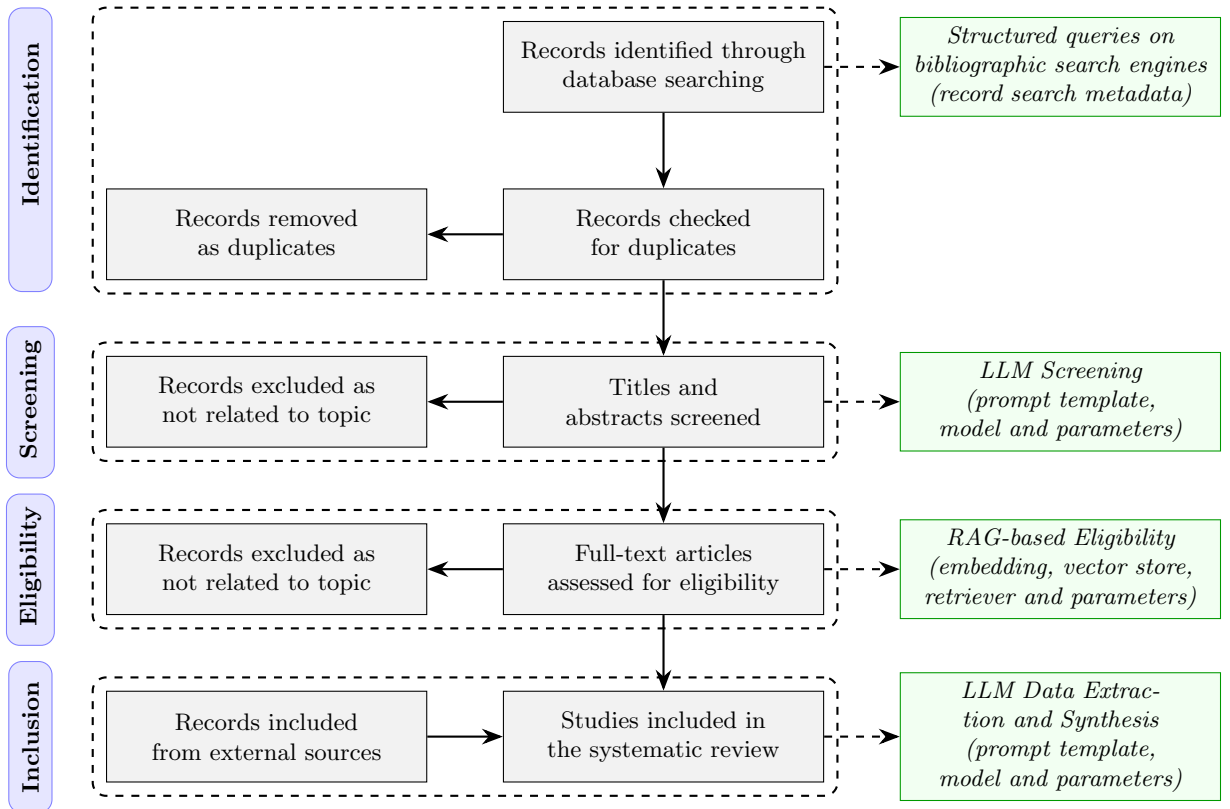 Identification
Records identified through
database searching
Structured queries on
bibliographic search engines
(record search metadata)
Records removed
as duplicates
Records checked
for duplicates
Screening
Records excluded as
not related to topic
Titles and
abstracts screened
LLM Screening
(prompt template,
model and parameters)
Eligibility
Records excluded as
not related to topic
Full-text articles
assessed for eligibility
RAG-based Eligibility
(embedding, vector store,
retriever and parameters)
Inclusion
Records included
from external sources
Studies included in
the systematic review
LLM Data Extrac-
tion and Synthesis
(prompt template,
model and parameters)